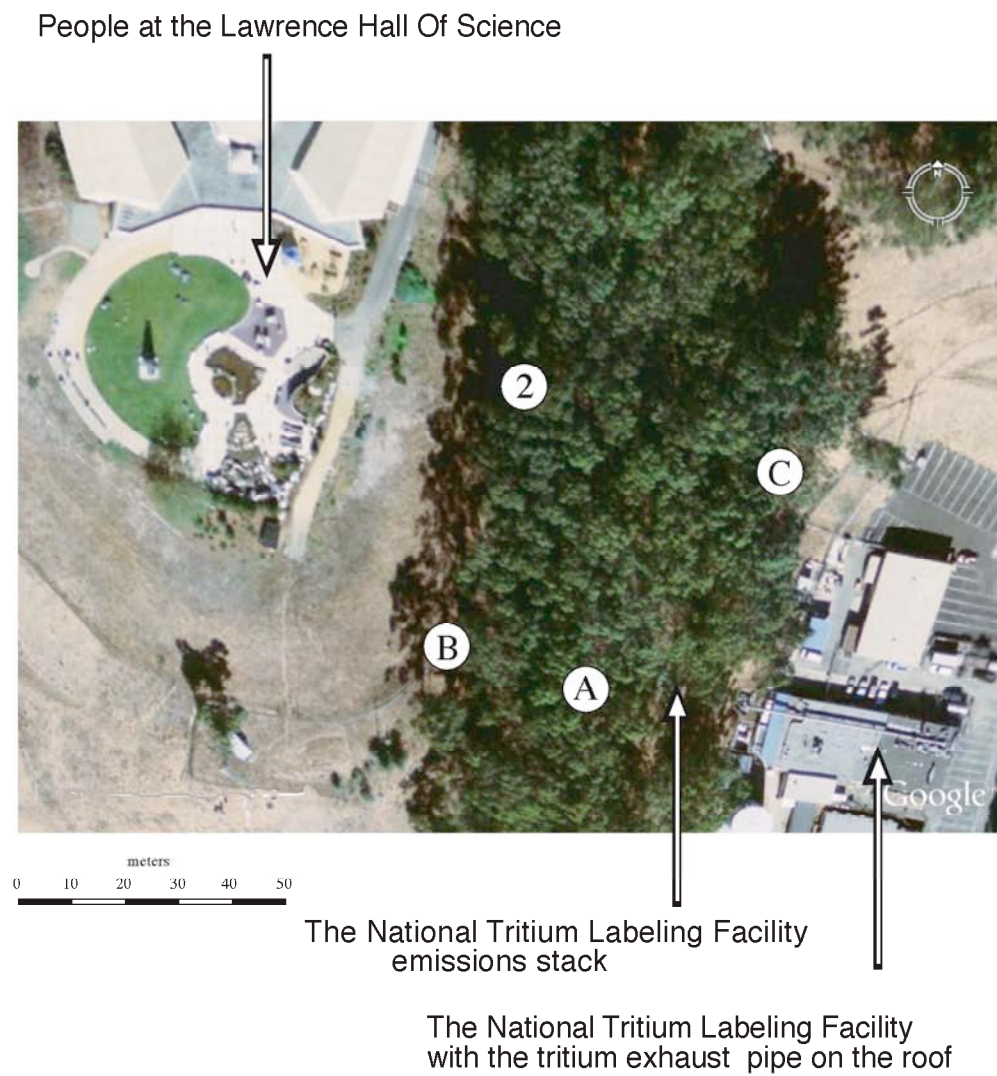 People at the Lawrence Hall Of Science
N
2
C
B
A
Google
meters
0 10 20 30 40 50
The National Tritium Labeling Facility
emissions stack
The National Tritium Labeling Facility
with the tritium exhaust pipe on the roof